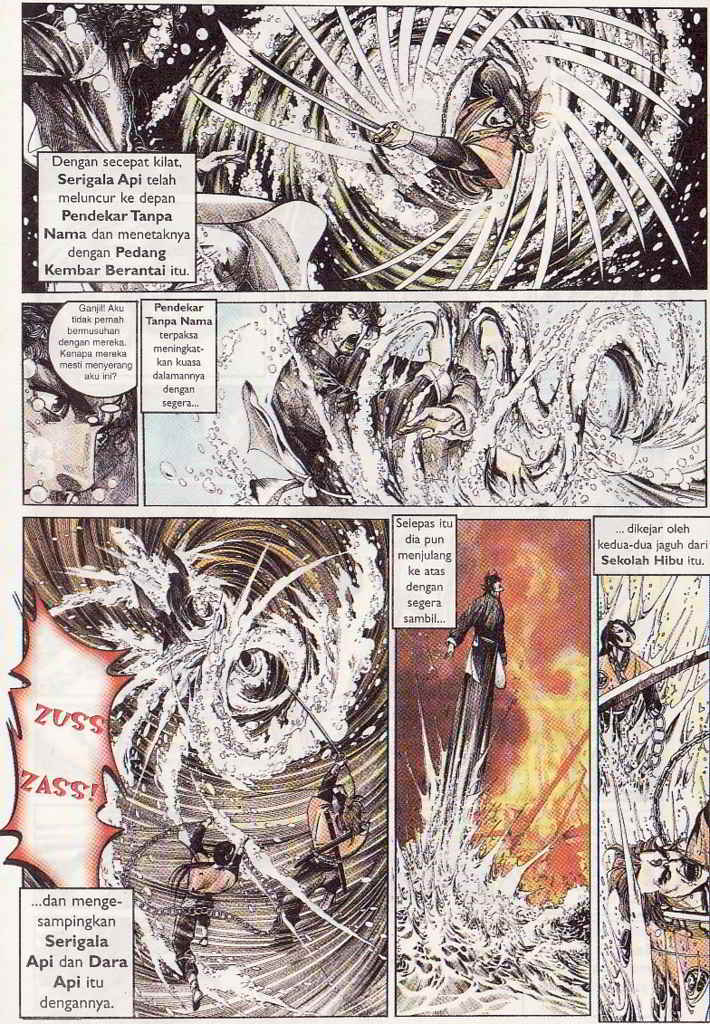 Dengan secepat kilat,
Serigala Api telah
meluncur ke depan
Pendekar Tanpa
Nama dan menetaknya
dengan Pedang
Kembar Berantai itu.
Ganjil! Aku
tidak pernah
bermusuhan
dengan mereka.
Kenapa mereka
mesti menyerang
aku ini?
Pendekar
Tanpa Nama
terpaksa
meningkat-
kan kuasa
dalamannya
dengan
segera...
ZUSSS
ZASSS!
...dan menge-
sampingkan
Serigala
Api dan Dara
Api itu
dengannya.
Selepas itu
dia pun
menjulang
ke atas
dengan
segera
sambil...
... dikejar oleh
kedua-dua jaguh dari
Sekolah Hibu itu.